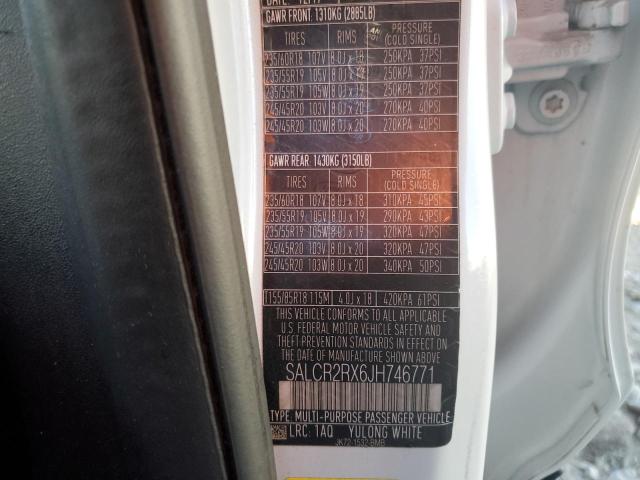 DATE: 12/17
GAWR FRONT 1310KG (2885LB)
TIRES RIMS PRESSURE (COLD SINGLE)
235/60R18 107V 8.0J x 18 250KPA 37PSI
235/55R19 105V 8.0J x 19 250KPA 37PSI
235/55R19 105W 8.0J x 19 250KPA 37PSI
245/45R20 103V 8.0J x 20 270KPA 40PSI
245/45R20 103W 8.0J x 20 270KPA 40PSI
GAWR REAR 1430KG (3150LB)
TIRES RIMS PRESSURE (COLD SINGLE)
235/60R18 107V 8.0J x 18 310KPA 45PSI
235/55R19 105V 8.0J x 19 290KPA 43PSI
235/55R19 105W 8.0J x 19 320KPA 47PSI
245/45R20 103V 8.0J x 20 320KPA 47PSI
245/45R20 103W 8.0J x 20 340KPA 50PSI
T155/85R18 115M 4.0J x 18 420KPA 61PSI
THIS VEHICLE CONFORMS TO ALL APPLICABLE
U.S. FEDERAL MOTOR VEHICLE SAFETY AND
THEFT PREVENTION STANDARDS IN EFFECT ON
THE DATE OF MANUFACTURE SHOWN ABOVE
SALCR2RX6JH746771
TYPE: MULTI-PURPOSE PASSENGER VEHICLE
LRC: 1AQ YULONG WHITE
JK72-1532-BMB